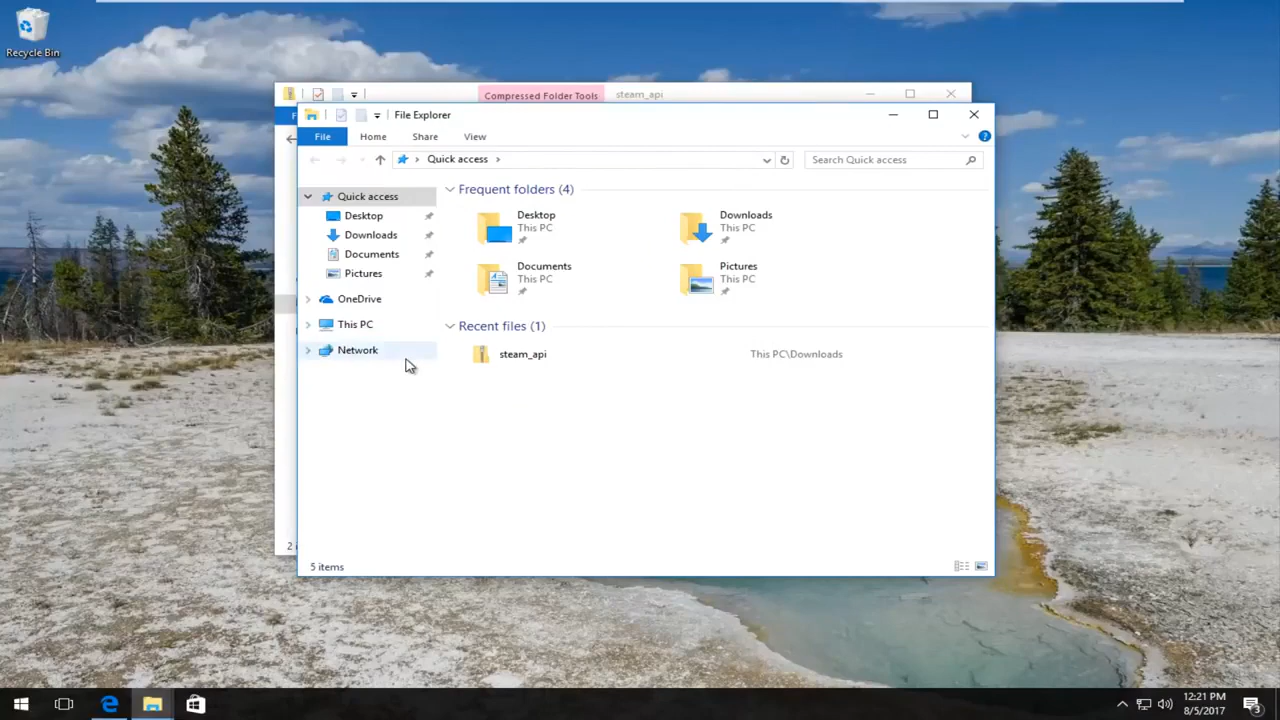 Recycle Bin
Compressed Folder Tools
steam_api
F
File Explorer
File
Home
Share
View
Quick access
Search Quick access
Quick access
Desktop
Downloads
Documents
Pictures
OneDrive
This PC
Network
Frequent folders (4)
Desktop
This PC
Downloads
This PC
Documents
This PC
Pictures
This PC
Recent files (1)
steam_api
This PC\Downloads
2 i
5 items
12:21 PM
8/5/2017
3